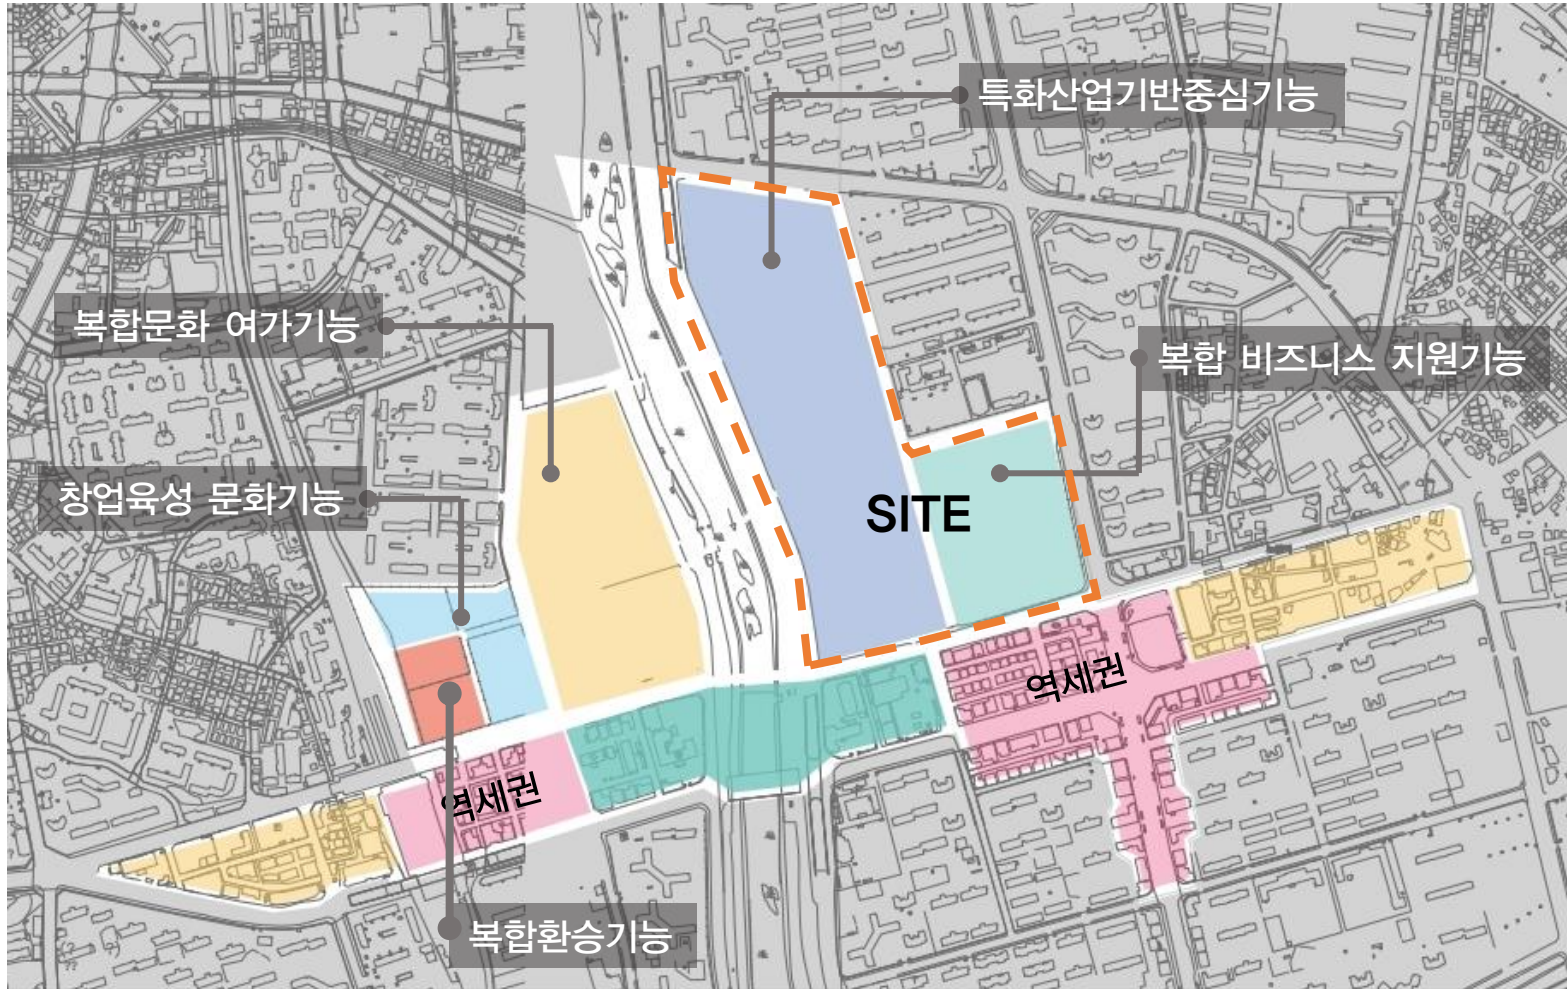 특화산업기반중심기능
복합문화 여가기능
복합 비즈니스 지원기능
창업육성 문화기능
SITE
역세권
역세권
복합환승기능